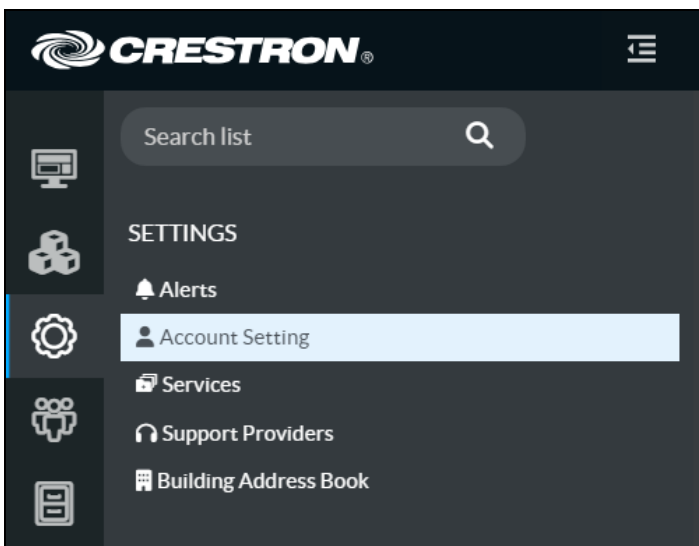 CRESTRON®
Search list
SETTINGS
Alerts
Account Setting
Services
Support Providers
Building Address Book